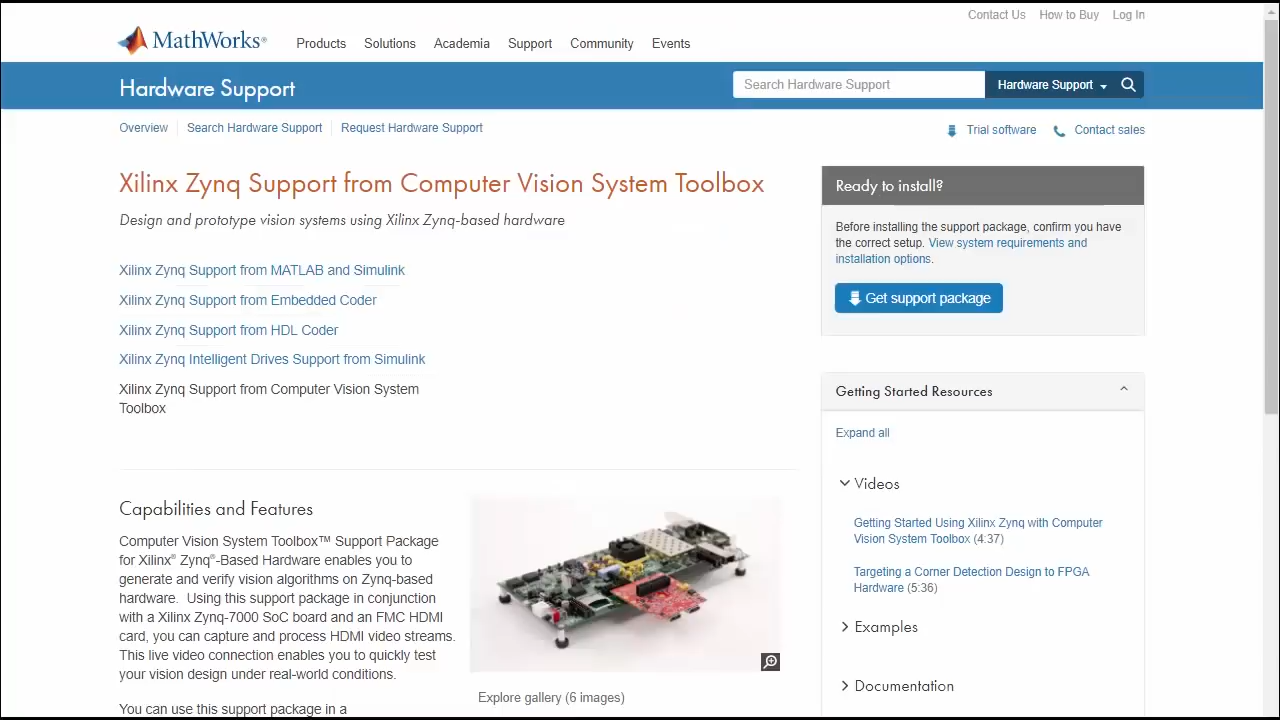 Contact Us How to Buy Log In
MathWorks®
Products Solutions Academia Support Community Events
Hardware Support
Search Hardware Support
Hardware Support
Overview Search Hardware Support Request Hardware Support
Trial software Contact sales
Xilinx Zynq Support from Computer Vision System Toolbox
Design and prototype vision systems using Xilinx Zynq-based hardware
Xilinx Zynq Support from MATLAB and Simulink
Xilinx Zynq Support from Embedded Coder
Xilinx Zynq Support from HDL Coder
Xilinx Zynq Intelligent Drives Support from Simulink
Xilinx Zynq Support from Computer Vision System
Toolbox
Capabilities and Features
Computer Vision System Toolbox™ Support Package
for Xilinx® Zynq®-Based Hardware enables you to
generate and verify vision algorithms on Zynq-based
hardware. Using this support package in conjunction
with a Xilinx Zynq-7000 SoC board and an FMC HDMI
card, you can capture and process HDMI video streams.
This live video connection enables you to quickly test
your vision design under real-world conditions.
You can use this support package in a
Explore gallery (6 images)
Ready to install?
Before installing the support package, confirm you have
the correct setup. View system requirements and
installation options.
Get support package
Getting Started Resources
Expand all
Videos
Getting Started Using Xilinx Zynq with Computer
Vision System Toolbox (4:37)
Targeting a Corner Detection Design to FPGA
Hardware (5:36)
Examples
Documentation